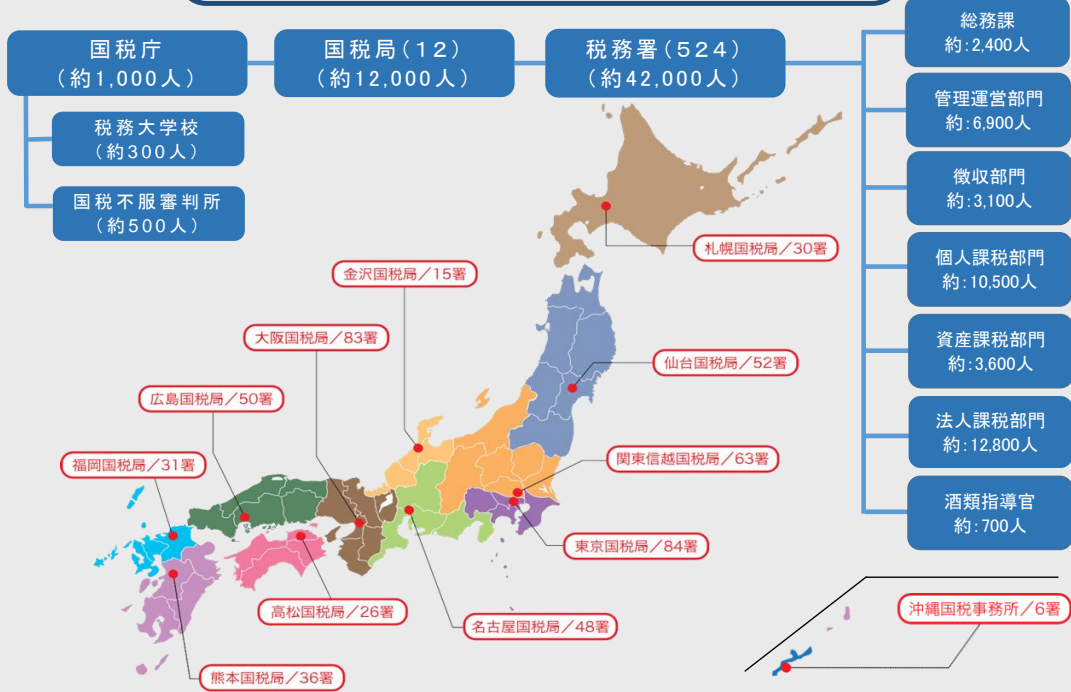 国税庁
(約1,000人)
国税局(12)
(約12,000人)
税務署(524)
(約42,000人)
税務大学校
(約300人)
国税不服審判所
(約500人)
総務課
約:2,400人
管理運営部門
約:6,900人
徴収部門
約:3,100人
個人課税部門
約:10,500人
資産課税部門
約:3,600人
法人課税部門
約:12,800人
酒類指導官
約:700人
札幌国税局/30署
金沢国税局/15署
大阪国税局/83署
仙台国税局/52署
広島国税局/50署
福岡国税局/31署
関東信越国税局/63署
東京国税局/84署
高松国税局/26署
名古屋国税局/48署
熊本国税局/36署
沖縄国税事務所/6署